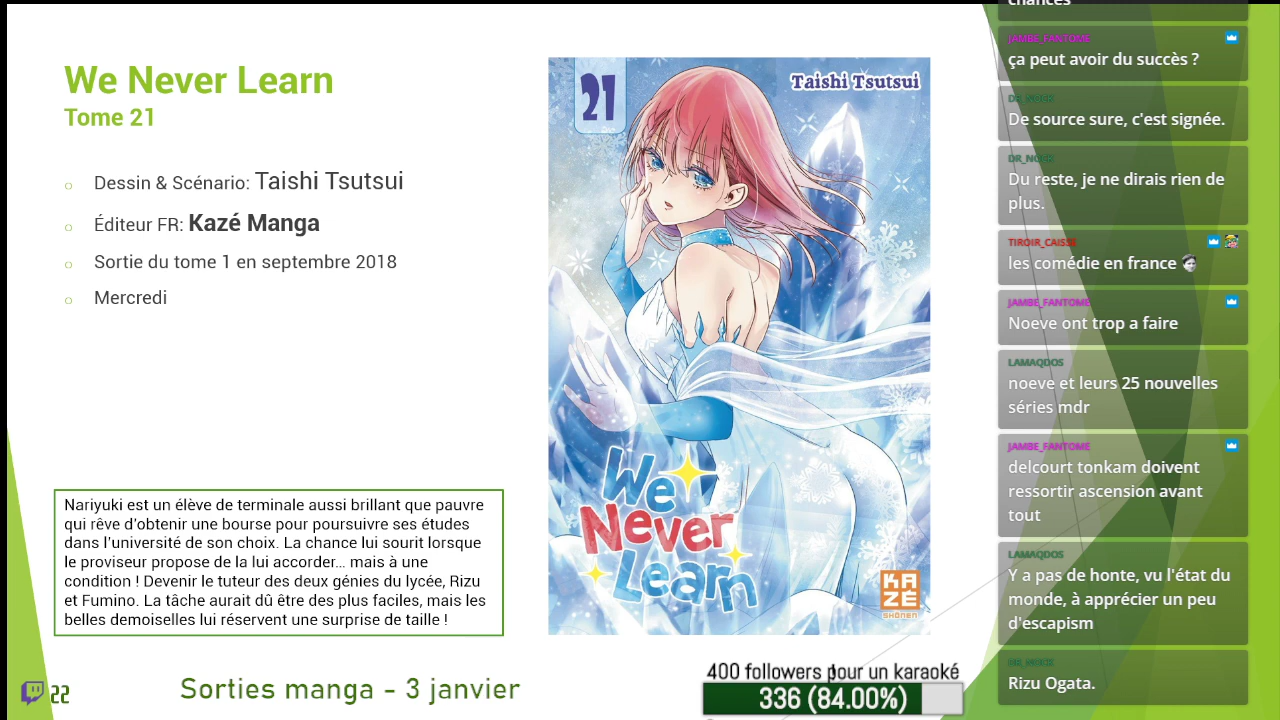 We Never Learn
Tome 21
Dessin & Scénario: Taishi Tsutsui
Éditeur FR: Kazé Manga
Sortie du tome 1 en septembre 2018
Mercredi
Nariyuki est un élève de terminale aussi brillant que pauvre
qui rêve d'obtenir une bourse pour poursuivre ses études
dans l'université de son choix. La chance lui sourit lorsque
le proviseur propose de la lui accorder... mais à une
condition ! Devenir le tuteur des deux génies du lycée, Rizu
et Fumino. La tâche aurait dû être des plus faciles, mais les
belles demoiselles lui réservent une surprise de taille !
22
Sorties manga - 3 janvier
21
Taishi Tsutsui
We
Never
Learn
KA
ZÉ
SHONEN
400 followers pour un karaoké
336 (84.00%)
chances
JAMBE_FANTOME
ça peut avoir du succès ?
DR_NOCK
De source sure, c'est signée.
DR_NOCK
Du reste, je ne dirais rien de
plus.
les comédie en france
JAMBE_FANTOME
Noeve ont trop a faire
LAMAQDOS
noeve et leurs 25 nouvelles
séries mdr
JAMBE_FANTOME
delcourt tonkam doivent
ressortir ascension avant
tout
LAMAQDOS
Y a pas de honte, vu l'état du
monde, à apprécier un peu
d'escapism
DR_NOCK
Rizu Ogata.